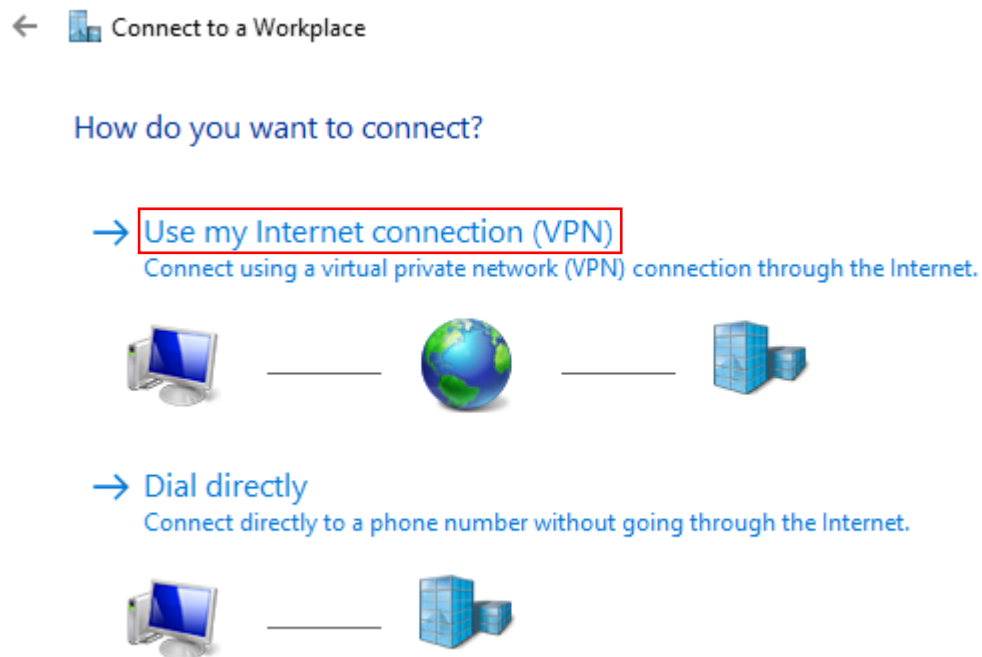 Connect to a Workplace
How do you want to connect?
Use my Internet connection (VPN)
Connect using a virtual private network (VPN) connection through the Internet.
Dial directly
Connect directly to a phone number without going through the Internet.